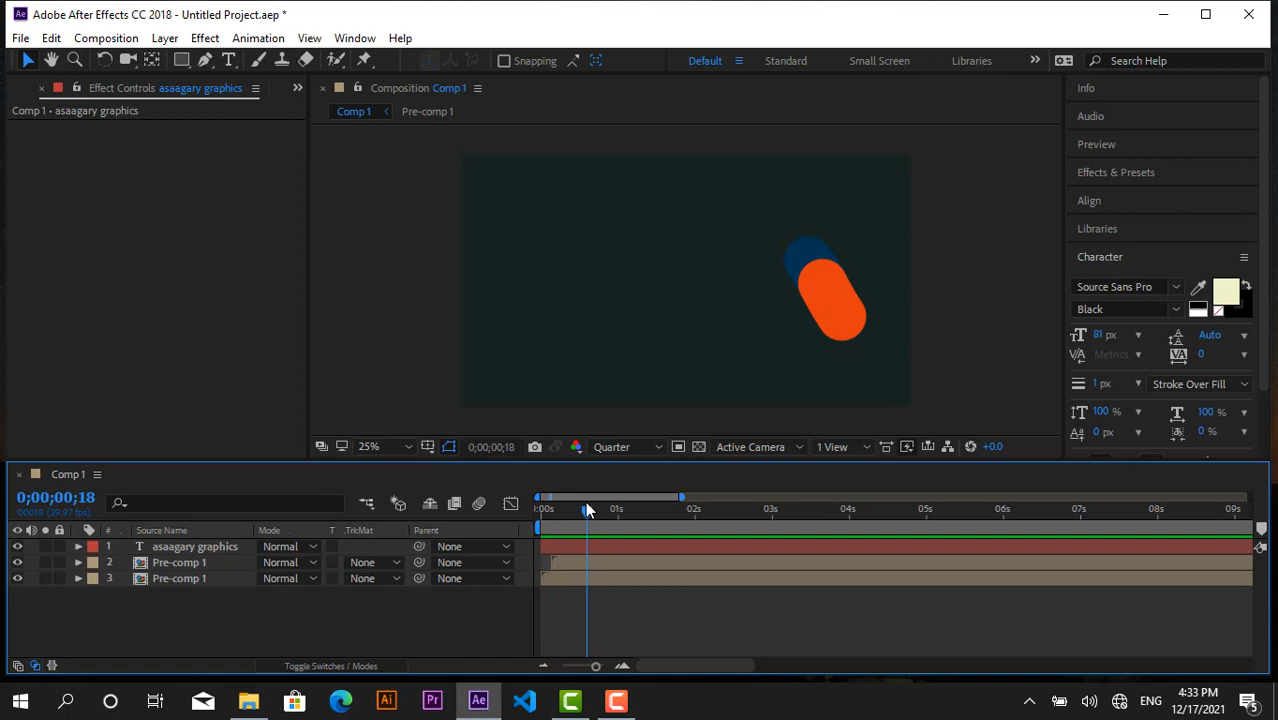 Adobe After Effects CC 2018 - Untitled Project.aep *
File Edit Composition Layer Effect Animation View Window Help
Snapping Default Standard Small Screen Libraries Search Help
Effect Controls asaagary graphics
Composition Comp 1
Comp 1 • asaagary graphics
Comp 1 Pre-comp 1
Info
Audio
Preview
Effects & Presets
Align
Libraries
Character
Source Sans Pro
Black
81 px Auto
Metrics 0
1 px Stroke Over Fill
100 % 100 %
0 px 0 %
25% 0;00;00;18 Quarter Active Camera 1 View +0.0
Comp 1
0;00;00;18
00018 (29.97 fps)
:00s 01s 02s 03s 04s 05s 06s 07s 08s 09s
# Source Name Mode T .TrkMat Parent
1 T asaagary graphics Normal None
2 Pre-comp 1 Normal None None
3 Pre-comp 1 Normal None None
Toggle Switches / Modes
Ai Pr Ae ENG 4:33 PM
12/17/2021 5